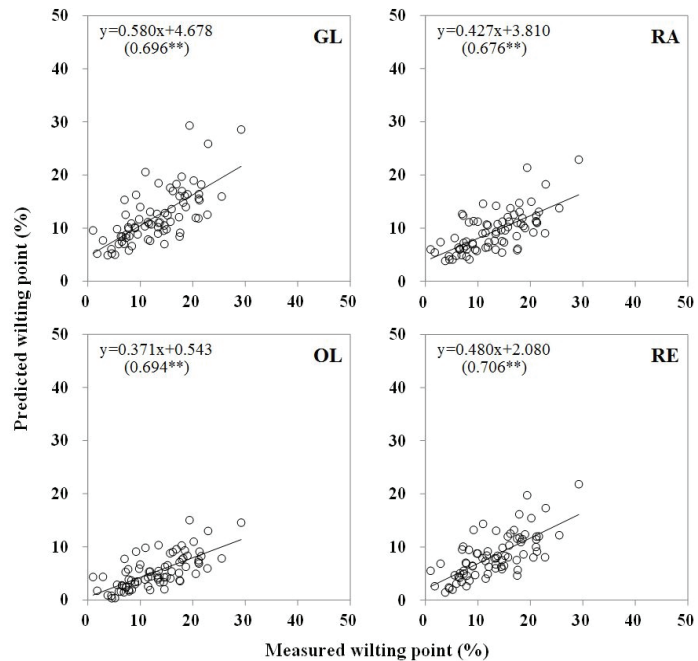 50
y=0.580x+4.678
(0.696**)
GL
40
30
20
10
0
0 10 20 30 40 50
50
y=0.427x+3.810
(0.676**)
RA
40
30
20
10
0
0 10 20 30 40 50
50
y=0.371x+0.543
(0.694**)
OL
40
30
20
10
0
0 10 20 30 40 50
50
y=0.480x+2.080
(0.706**)
RE
40
30
20
10
0
0 10 20 30 40 50
Predicted wilting point (%)
Measured wilting point (%)